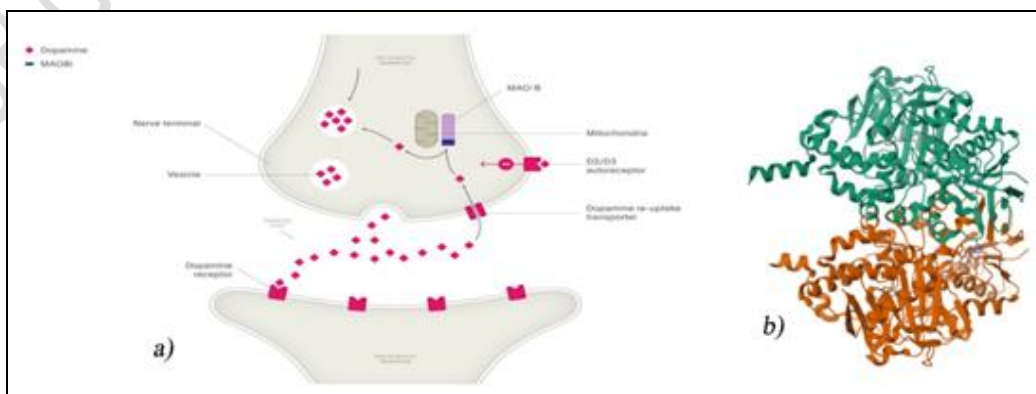 Dopamine
MAOBI
MAO-B
Nerve terminal
Mitochondria
D2/D3
autoreceptor
Vesicle
Dopamine re-uptake
transporter
Dopamine
receptor
a)
b)